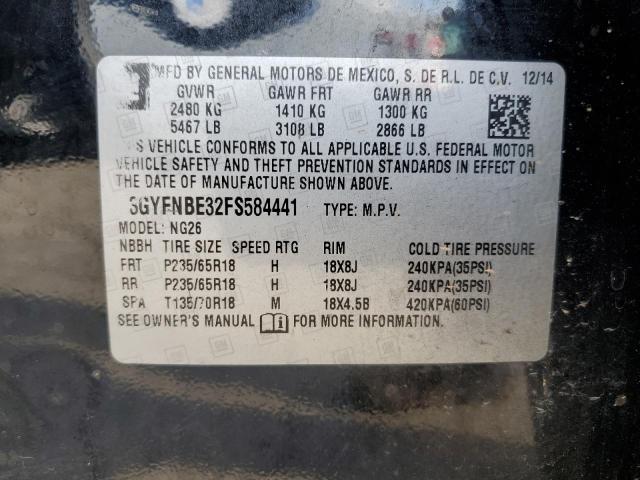 MFD BY GENERAL MOTORS DE MEXICO, S. DE R.L. DE C.V. 12/14
GVWR GAWR FRT GAWR RR
2480 KG 1410 KG 1300 KG
5467 LB 3108 LB 2866 LB
VEHICLE CONFORMS TO ALL APPLICABLE U.S. FEDERAL MOTOR
VEHICLE SAFETY AND THEFT PREVENTION STANDARDS IN EFFECT ON
THE DATE OF MANUFACTURE SHOWN ABOVE.
3GYFNBE32FS584441 TYPE: M.P.V.
MODEL: NG26
NBBH TIRE SIZE SPEED RTG RIM COLD TIRE PRESSURE
FRT P235/65R18 H 18X8J 240KPA(35PSI)
RR P235/65R18 H 18X8J 240KPA(35PSI)
SPA T135/70R18 M 18X4.5B 420KPA(60PSI)
SEE OWNER'S MANUAL FOR MORE INFORMATION.